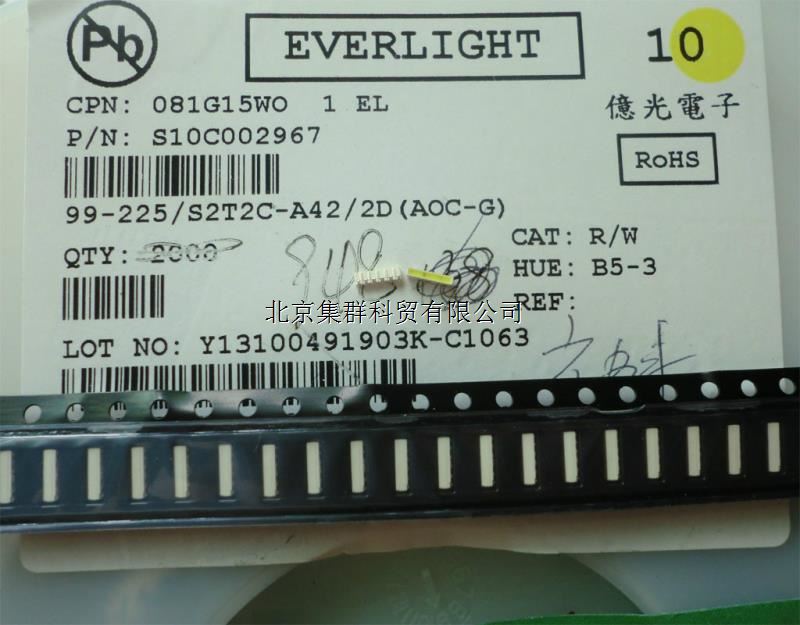 Pb
EVERLIGHT
10
CPN: 081G15WO 1 EL
億光電子
P/N: S10C002967
RoHS
99-225/S2T2C-A42/2D(AOC-G)
CAT: R/W
QTY: 2000
HUE: B5-3
REF:
北京集群科贸有限公司
LOT NO: Y13100491903K-C1063